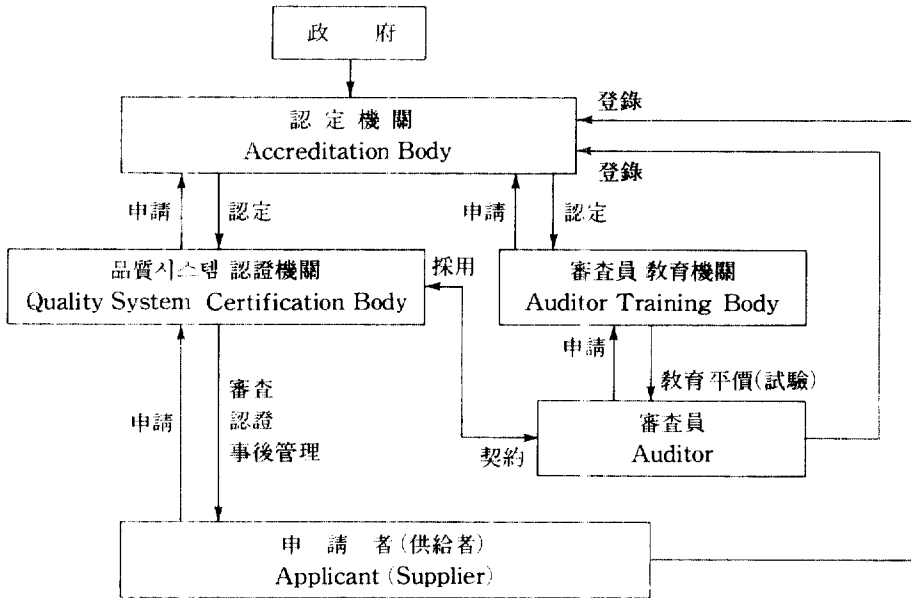 政 府
認 定 機 關
Accreditation Body
登錄
登錄
申請
認定
申請
認定
品質시스템 認證機關
Quality System Certification Body
採用
審査員 敎育機關
Auditor Training Body
申請
敎育 平價(試驗)
申請
審査
認證
事後管理
契約
審査員
Auditor
申 請 者 (供給者)
Applicant (Supplier)